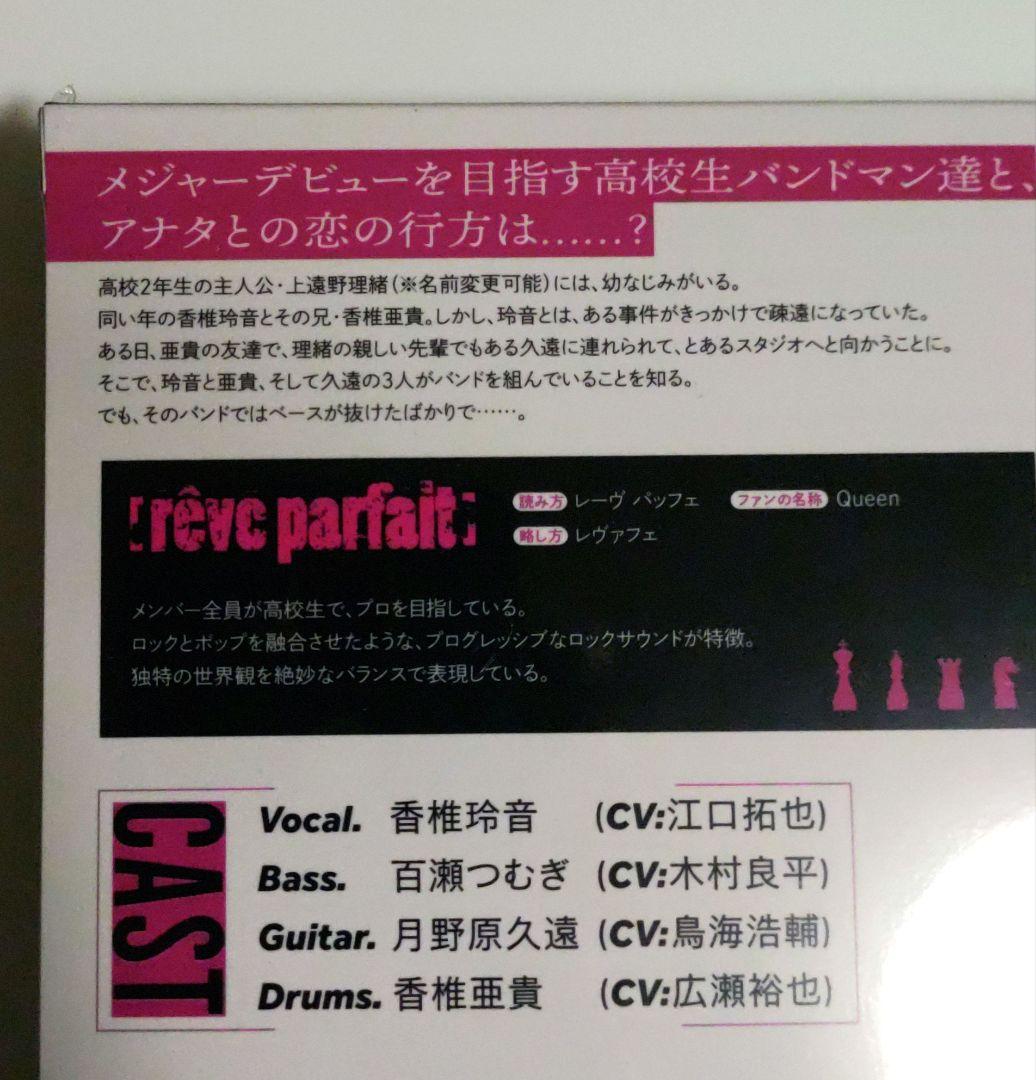 メジャーデビューを目指す高校生バンドマン達と、
アナタとの恋の行方は……?
高校2年生の主人公・上遠野理緒(※名前変更可能)には、幼なじみがいる。
同い年の香椎玲音とその兄・香椎亜貴。しかし、玲音とは、ある事件がきっかけで疎遠になっていた。
ある日、亜貴の友達で、理緒の親しい先輩でもある久遠に連れられて、とあるスタジオへと向かうことに。
そこで、玲音と亜貴、そして久遠の3人がバンドを組んでいることを知る。
でも、そのバンドではベースが抜けたばかりで……。
[rêve parfait] 読み方 レーヴ パッフェ ファンの名称 Queen
略し方 レヴァフェ
メンバー全員が高校生で、プロを目指している。
ロックとポップを融合させたような、プログレッシブなロックサウンドが特徴。
独特の世界観を絶妙なバランスで表現している。
CAST
Vocal. 香椎玲音 (CV:江口拓也)
Bass. 百瀬つむぎ (CV:木村良平)
Guitar. 月野原久遠 (CV:鳥海浩輔)
Drums. 香椎亜貴 (CV:広瀬裕也)